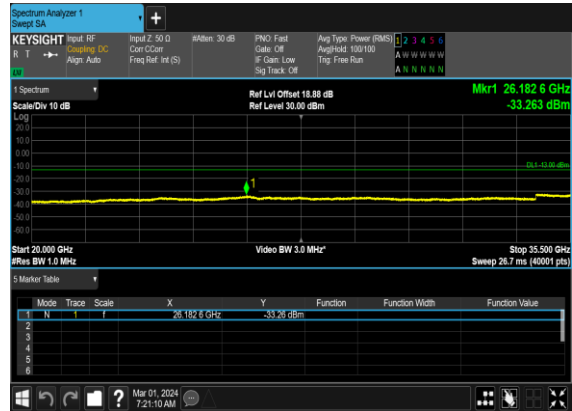 Spectrum Analyzer 1
Swept SA
+
KEYSIGHT Input: RF Input Z: 50 Ω #Atten: 30 dB PNO: Fast Avg Type: Power (RMS) 1 2 3 4 5 6
R T Coupling: DC Corr CCorr Gate: Off Avg|Hold: 100/100 A W W W W W
Align: Auto Freq Ref: Int (S) IF Gain: Low Trig: Free Run
Sig Track: Off A N N N N N
1 Spectrum Ref Lvl Offset 18.88 dB Mkr1 26.182 6 GHz
Scale/Div 10 dB Ref Level 30.00 dBm -33.263 dBm
Log
20.0
10.0
0.00
-10.0
DL1 -13.00 dBm
-20.0
1
-30.0
-40.0
-50.0
-60.0
Start 20.000 GHz Video BW 3.0 MHz* Stop 35.500 GHz
#Res BW 1.0 MHz Sweep 26.7 ms (40001 pts)
5 Marker Table
Mode Trace Scale X Y Function Function Width Function Value
1 N 1 f 26.182 6 GHz -33.26 dBm
2
3
4
5
6
? Mar 01, 2024
7:21:10 AM